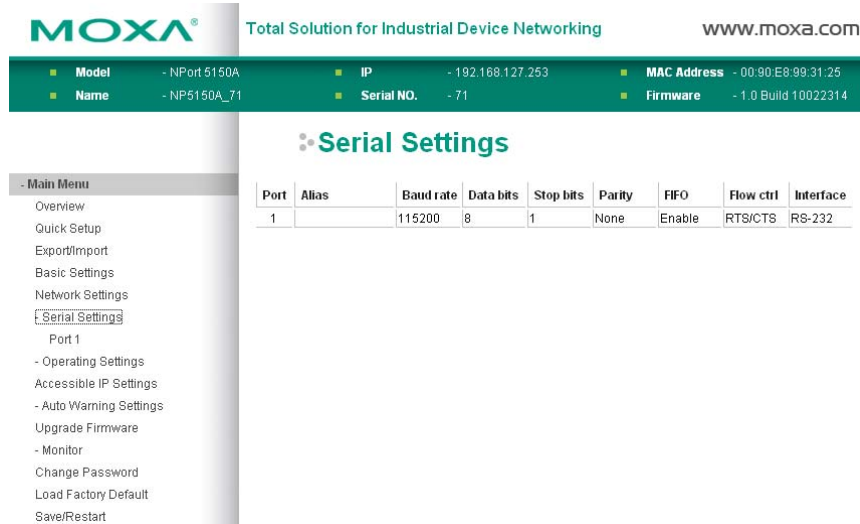 MOXA® Total Solution for Industrial Device Networking www.moxa.com
Model - NPort 5150A IP - 192.168.127.253 MAC Address - 00:90:E8:99:31:25
Name - NP5150A_71 Serial NO. - 71 Firmware - 1.0 Build 10022314
Serial Settings
- Main Menu
Overview
Quick Setup
Export/Import
Basic Settings
Network Settings
- Serial Settings
Port 1
- Operating Settings
Accessible IP Settings
- Auto Warning Settings
Upgrade Firmware
- Monitor
Change Password
Load Factory Default
Save/Restart
Port Alias Baud rate Data bits Stop bits Parity FIFO Flow ctrl Interface
1 115200 8 1 None Enable RTS/CTS RS-232